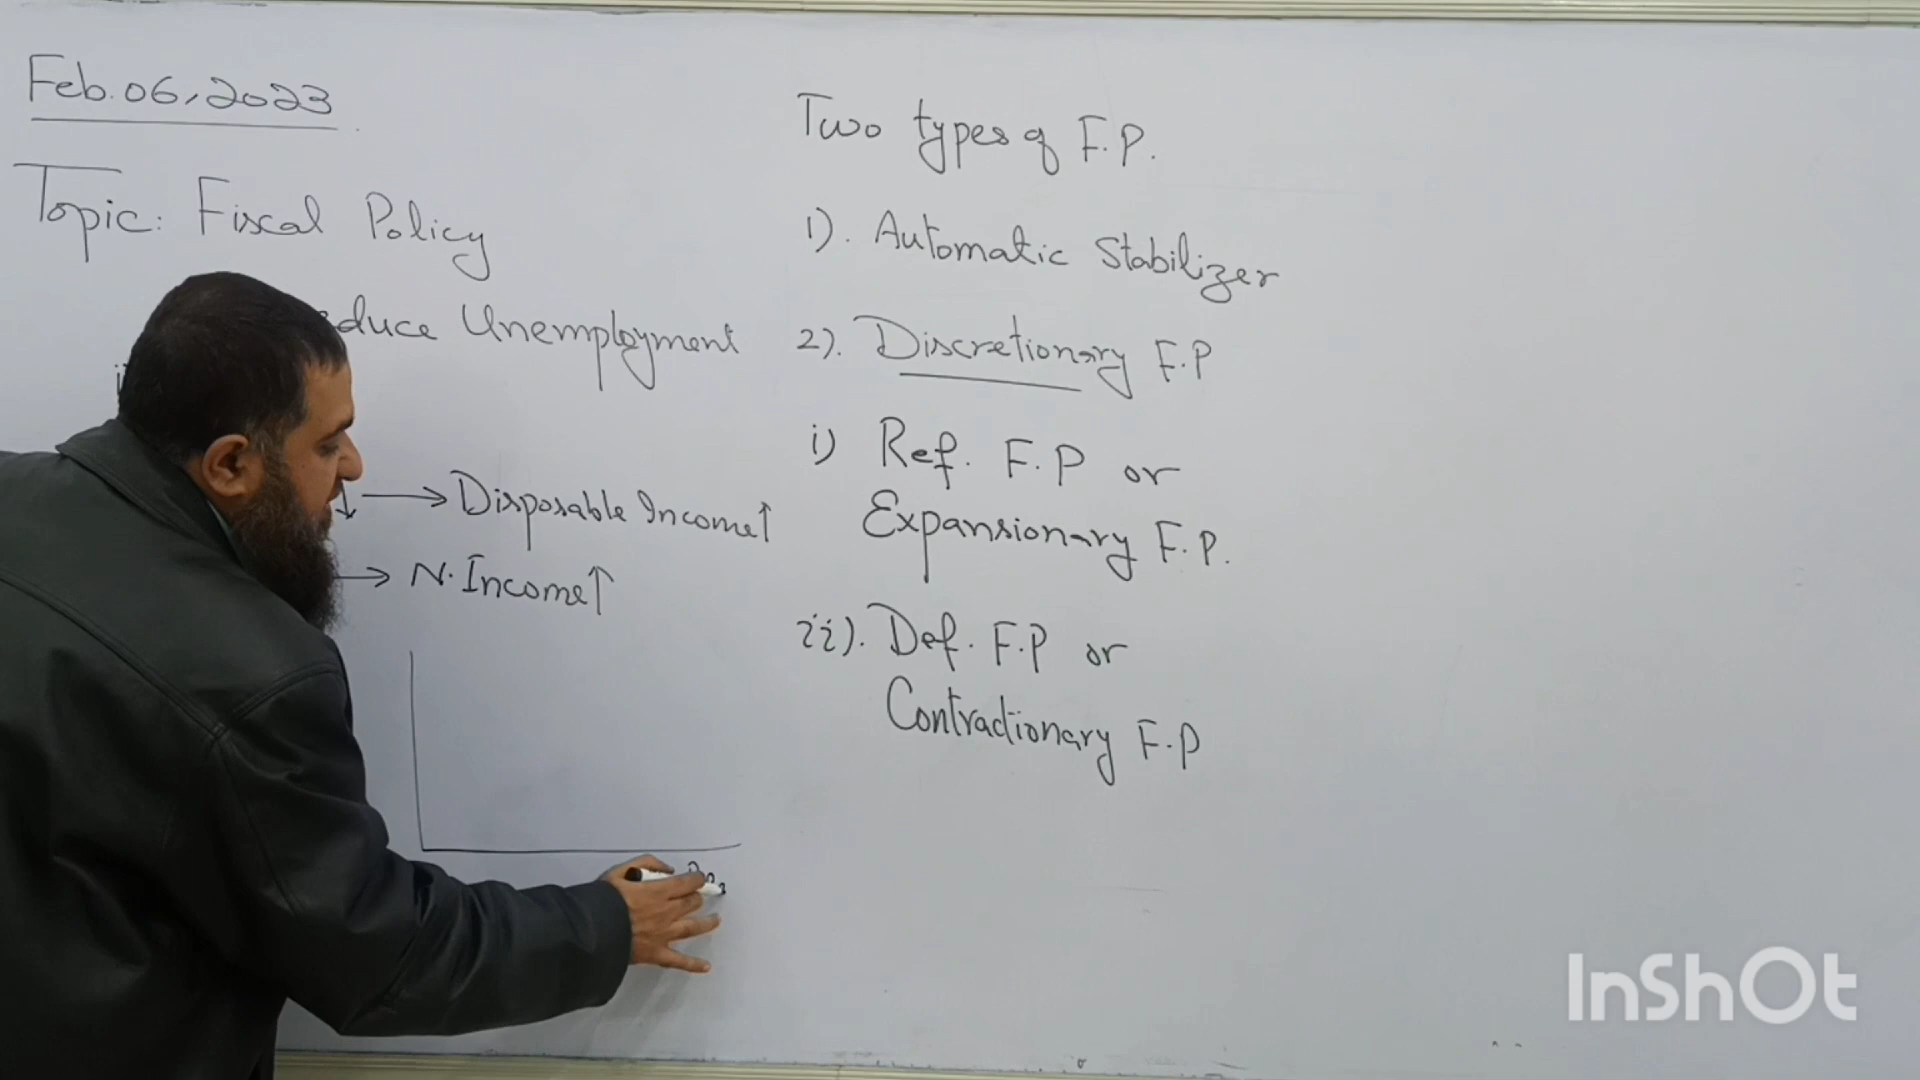 Feb. 06, 2023
Topic: Fiscal Policy
Unemployment
↓ → Disposable Income↑
→ N. Income↑
Two types of F.P.
1). Automatic Stabilizer
2). Discretionary F.P
i) Ref. F.P or
Expansionary F.P.
ii). Def. F.P or
Contractionary F.P
InShOt